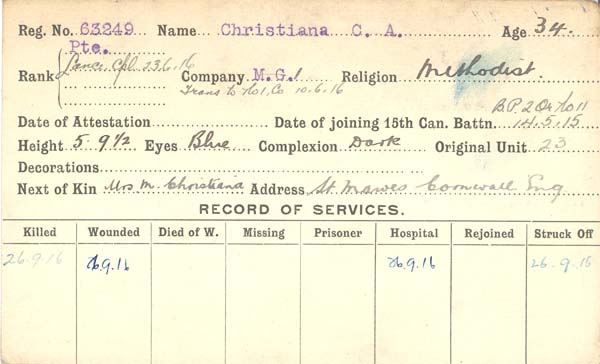 Reg. No. 63249 Name Christiana C. A. Age 34.
Pte.
Rank Lance Cpl. 23.6.16 Company M.G. 1 Religion Methodist.
Trans to No1, Co 10.6.16
B.P. 2 Or No 11
Date of Attestation Date of joining 15th Can. Battn. 14.5.15
Height 5. 9 1/2 Eyes Blue Complexion Dark Original Unit 23
Decorations
Next of Kin Mrs M. Christiana Address St. Mawes Cornwall Eng
RECORD OF SERVICES.
Killed Wounded Died of W. Missing Prisoner Hospital Rejoined Struck Off
26.9.16 26.9.16 26.9.16 26.9.16